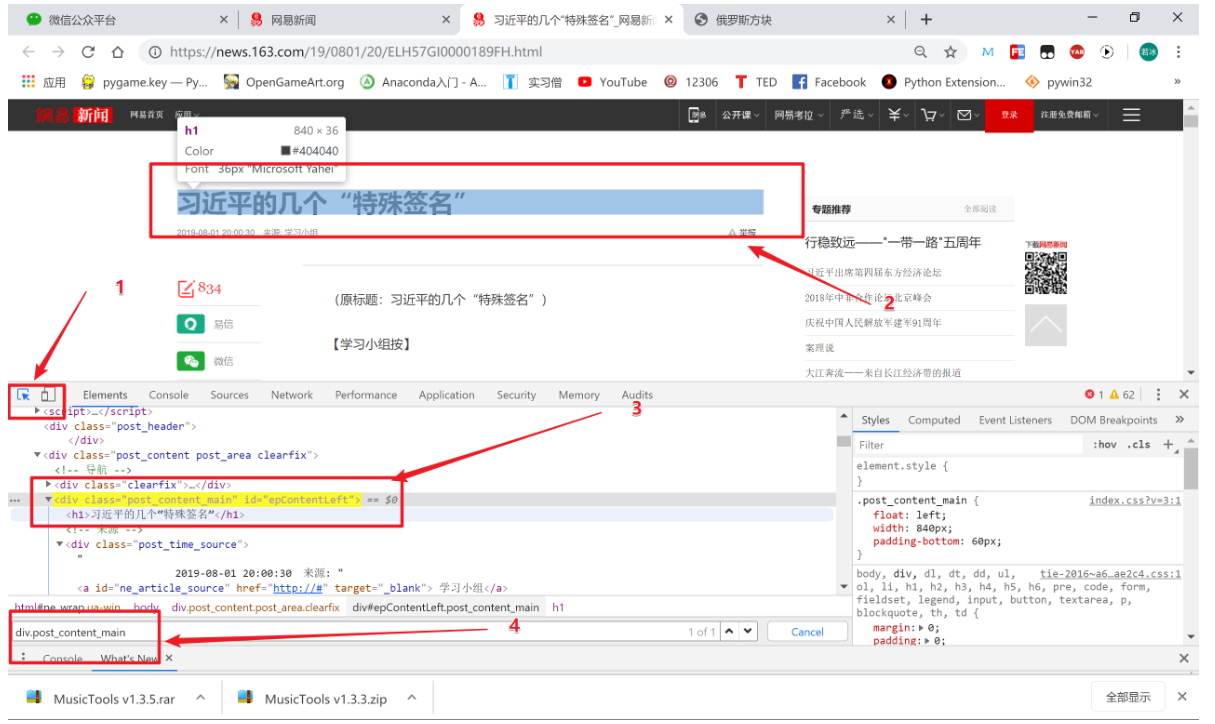 微信公众平台
网易新闻
习近平的几个“特殊签名”_网易新
俄罗斯方块
https://news.163.com/19/0801/20/ELH57GI0000189FH.html
应用
pygame.key — Py...
OpenGameArt.org
Anaconda入门 - A...
实习僧
YouTube
12306
TED
Facebook
Python Extension...
pywin32
»
網易 新闻
网易首页
应用
公开课
网易考拉
严选
登录
注册免费邮箱
h1
840 × 36
Color
#404040
Font
36px "Microsoft Yahei"
习近平的几个“特殊签名”
2019-08-01 20:00:30 来源: 学习小组
举报
专题推荐
全部阅读
行稳致远——"一带一路"五周年
下载网易新闻
习近平出席第四届东方经济论坛
1
834
(原标题：习近平的几个“特殊签名”)
2
2018年中非合作论坛北京峰会
易信
庆祝中国人民解放军建军91周年
【学习小组按】
案理说
微信
大江奔流——来自长江经济带的报道
Elements
Console
Sources
Network
Performance
Application
Security
Memory
Audits
1
62
3
<script>…</script>
<div class="post_header">
</div>
<div class="post_content post_area clearfix">
<!-- 导航 -->
<div class="clearfix">…</div>
<div class="post_content_main" id="epContentLeft"> == $0
<h1>习近平的几个“特殊签名”</h1>
<!-- 来源 -->
<div class="post_time_source">
"
2019-08-01 20:00:30 来源: "
<a id="ne_article_source" href="http://#" target="_blank"> 学习小组</a>
html#ne_wrap.ua-win
body
div.post_content.post_area.clearfix
div#epContentLeft.post_content_main
h1
div.post_content_main
4
1 of 1
Cancel
Styles
Computed
Event Listeners
DOM Breakpoints
»
Filter
:hov
.cls
+
element.style {
}
.post_content_main {
index.css?v=3:1
float: left;
width: 840px;
padding-bottom: 60px;
}
body, div, dl, dt, dd, ul,
tie-2016~a6…ae2c4.css:1
ol, li, h1, h2, h3, h4, h5, h6, pre, code, form,
fieldset, legend, input, button, textarea, p,
blockquote, th, td {
margin: 0;
padding: 0;
Console
What's New
MusicTools v1.3.5.rar
MusicTools v1.3.3.zip
全部显示